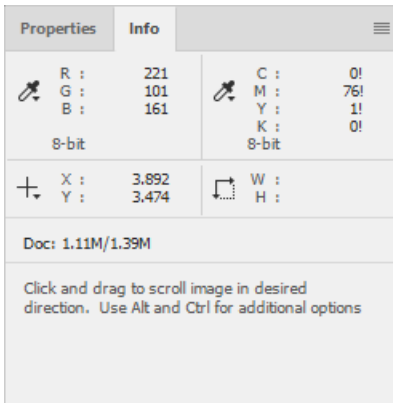 Properties Info
R : 221 C : 0!
G : 101 M : 76!
B : 161 Y : 1!
K : 0!
8-bit 8-bit
X : 3.892 W :
Y : 3.474 H :
Doc: 1.11M/1.39M
Click and drag to scroll image in desired
direction. Use Alt and Ctrl for additional options